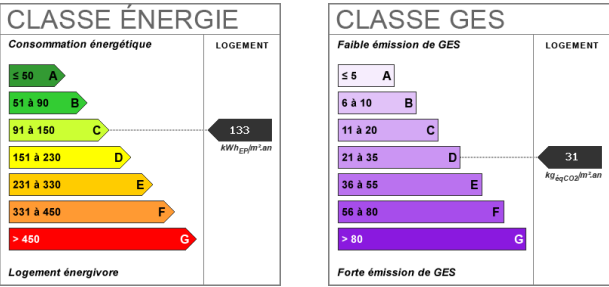 CLASSE ÉNERGIE
Consommation énergétique
LOGEMENT
≤ 50 A
51 à 90 B
91 à 150 C
133
kWhEP/m².an
151 à 230 D
231 à 330 E
331 à 450 F
> 450 G
Logement énergivore
CLASSE GES
Faible émission de GES
LOGEMENT
≤ 5 A
6 à 10 B
11 à 20 C
21 à 35 D
31
kgéqCO2/m².an
36 à 55 E
56 à 80 F
> 80 G
Forte émission de GES